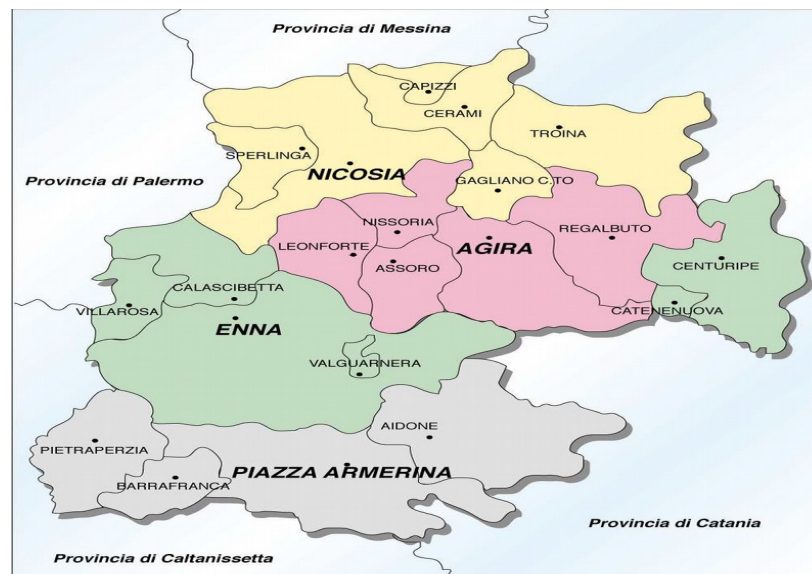 Provincia di Messina
CAPIZZI
CERAMI
TROINA
SPERLINGA
NICOSIA
Provincia di Palermo
GAGLIANO C.TO
NISSORIA
REGALBUTO
LEONFORTE
AGIRA
ASSORO
CENTURIPE
CALASCIBETTA
VILLAROSA
CATENENUOVA
ENNA
VALGUARNERA
AIDONE
PIETRAPERZIA
PIAZZA ARMERINA
BARRAFRANCA
Provincia di Catania
Provincia di Caltanissetta